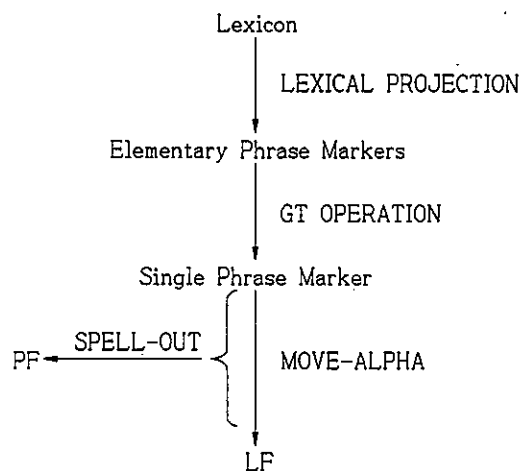 Lexicon
LEXICAL PROJECTION
Elementary Phrase Markers
GT OPERATION
Single Phrase Marker
SPELL-OUT
PF
MOVE-ALPHA
LF